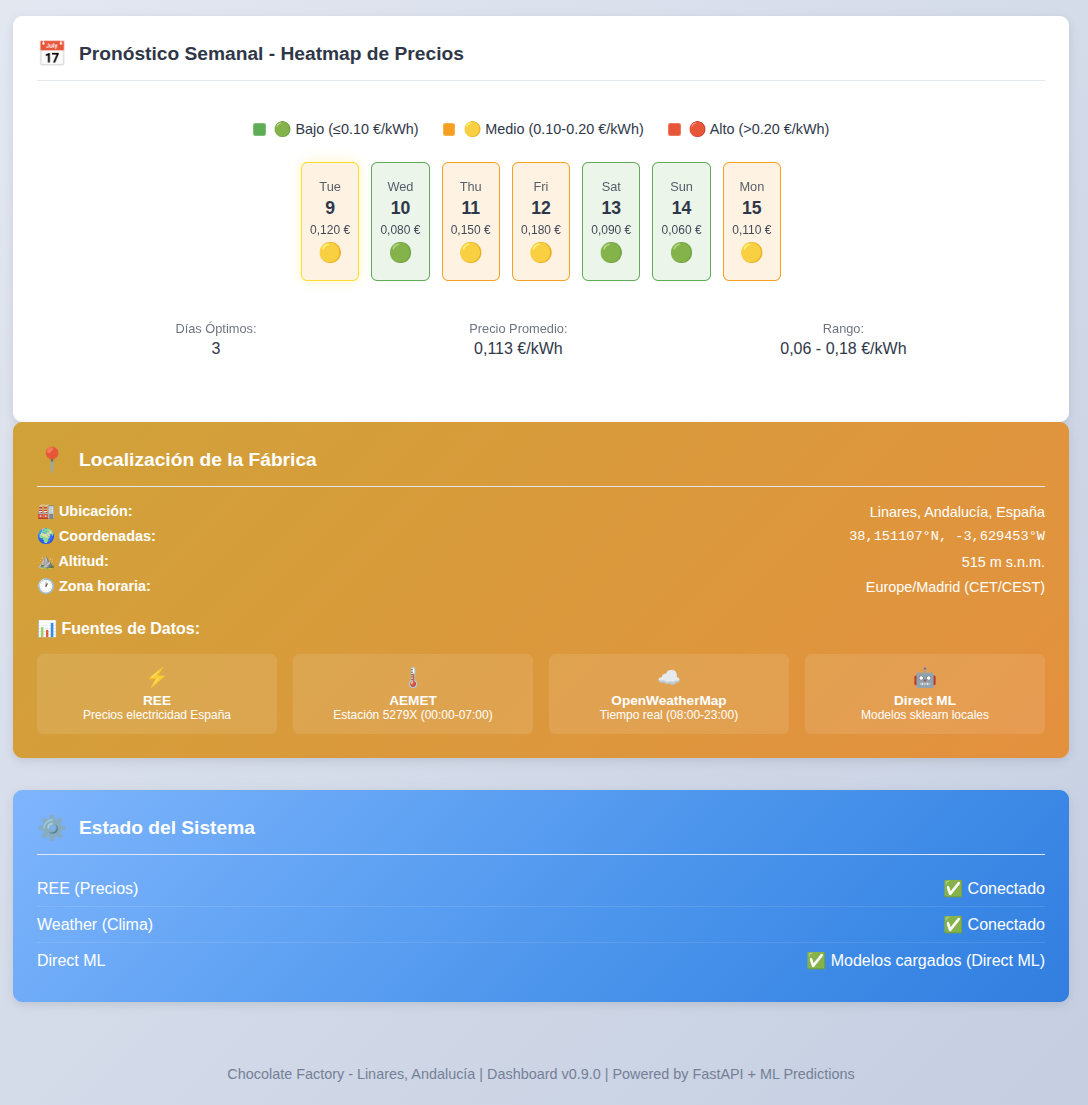 Pronóstico Semanal - Heatmap de Precios
Bajo (≤0.10 €/kWh) Medio (0.10-0.20 €/kWh) Alto (>0.20 €/kWh)
Tue Wed Thu Fri Sat Sun Mon
9 10 11 12 13 14 15
0,120 € 0,080 € 0,150 € 0,180 € 0,090 € 0,060 € 0,110 €
Días Óptimos: Precio Promedio: Rango:
3 0,113 €/kWh 0,06 - 0,18 €/kWh
Localización de la Fábrica
Ubicación: Linares, Andalucía, España
Coordenadas: 38,151107°N, -3,629453°W
Altitud: 515 m s.n.m.
Zona horaria: Europe/Madrid (CET/CEST)
Fuentes de Datos:
REE AEMET OpenWeatherMap Direct ML
Precios electricidad España Estación 5279X (00:00-07:00) Tiempo real (08:00-23:00) Modelos sklearn locales
Estado del Sistema
REE (Precios) ✅ Conectado
Weather (Clima) ✅ Conectado
Direct ML ✅ Modelos cargados (Direct ML)
Chocolate Factory - Linares, Andalucía | Dashboard v0.9.0 | Powered by FastAPI + ML Predictions